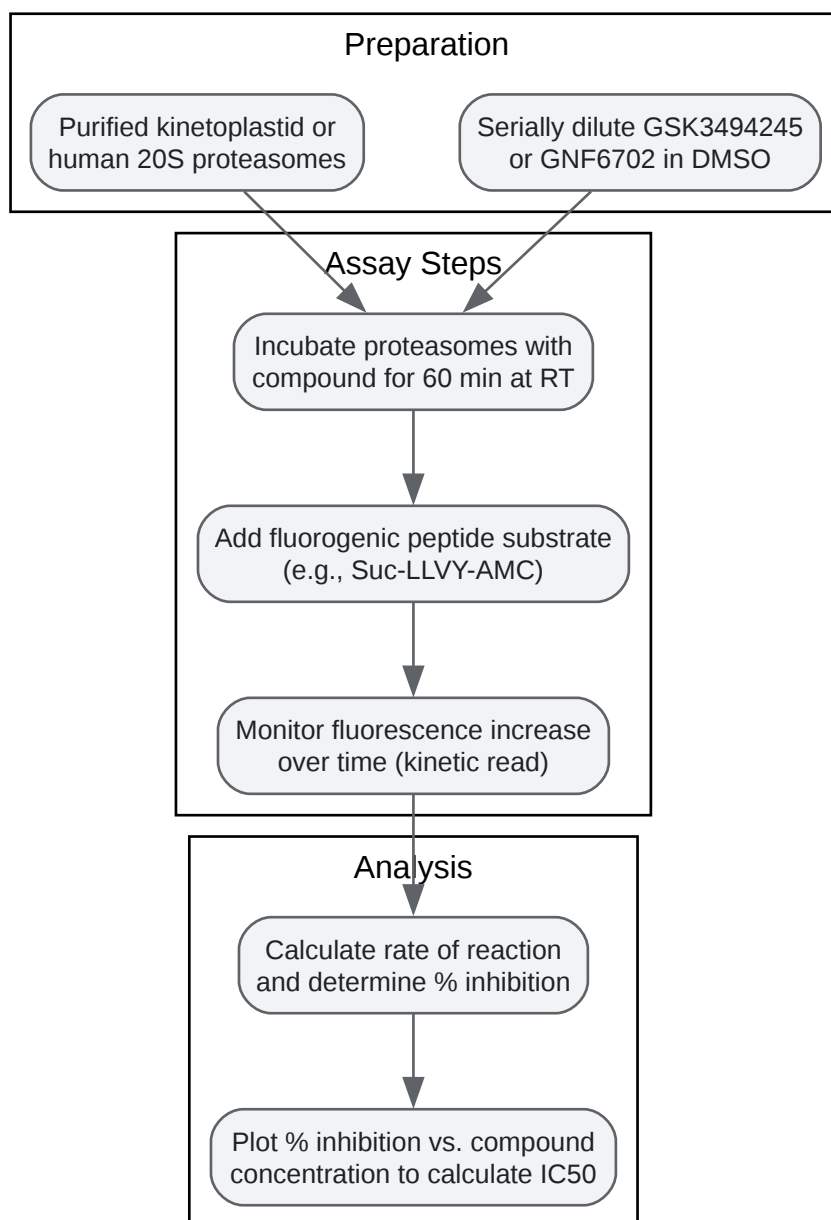 Preparation
Purified kinetoplastid or
human 20S proteasomes
Serially dilute GSK3494245
or GNF6702 in DMSO
Assay Steps
Incubate proteasomes with
compound for 60 min at RT
Add fluorogenic peptide substrate
(e.g., Suc-LLVY-AMC)
Monitor fluorescence increase
over time (kinetic read)
Analysis
Calculate rate of reaction
and determine % inhibition
Plot % inhibition vs. compound
concentration to calculate IC50